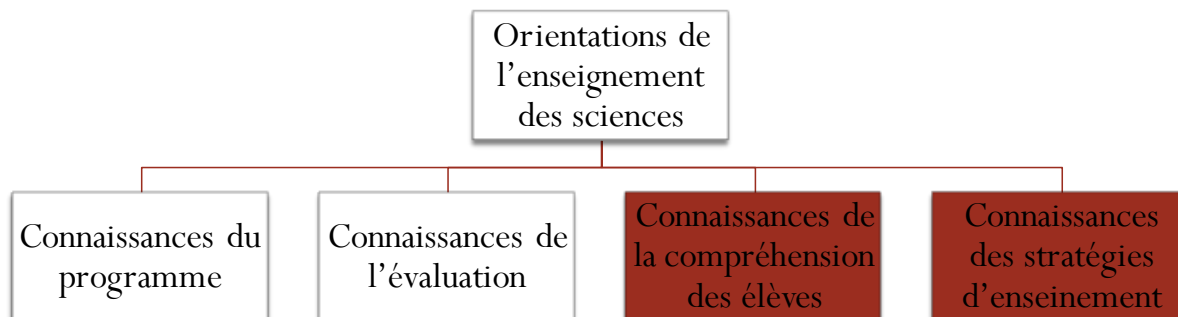 Orientations de
l’enseignement
des sciences
Connaissances du
programme
Connaissances de
l’évaluation
Connaissances de
la compréhension
des élèves
Connaissances
des stratégies
d’enseinement